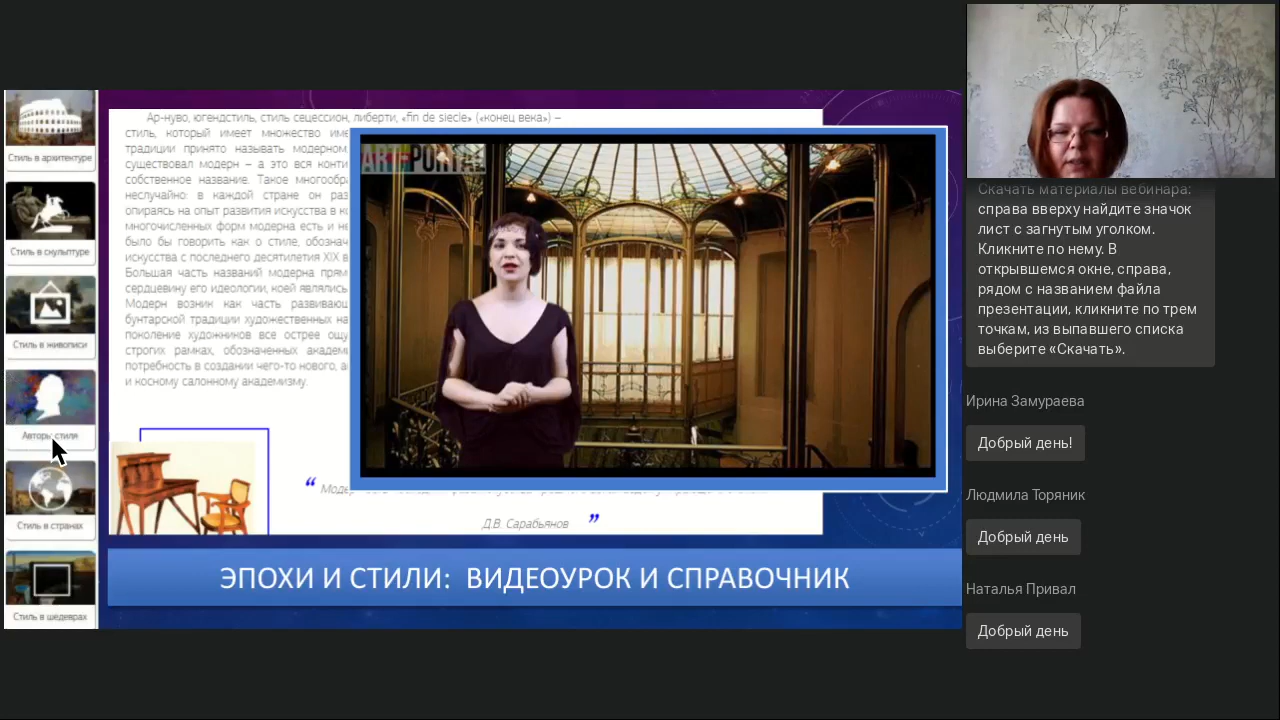 Стиль в архитектуре
Стиль в скульптуре
Стиль в живописи
Авторы стиля
Стиль в странах
Стиль в шедеврах
Ар-нуво, югендстиль, стиль сецессион, либерти, «fin de siecle» («конец века») –
стиль, который имеет множество име
традиции принято называть модерном.
существовал модерн – а это вся конти
собственное название. Такое многообр
неслучайно: в каждой стране он раз
опираясь на опыт развития искусства в ко
многочисленных форм модерна есть и не
было бы говорить как о стиле, обознач
искусства с последнего десятилетия XIX в
Большая часть названий модерна прям
сердцевину его идеологии, коей являлись
Модерн возник как часть развивающ
бунтарской традиции художественных на
поколение художников все острее ощу
строгих рамках, обозначенных академи
потребность в создании чего-то нового, а
и косному салонному академизму.
ARTPORTAL
“
Д.В. Сарабьянов ”
ЭПОХИ И СТИЛИ: ВИДЕОУРОК И СПРАВОЧНИК
Скачать материалы вебинара:
справа вверху найдите значок
лист с загнутым уголком.
Кликните по нему. В
открывшемся окне, справа,
рядом с названием файла
презентации, кликните по трем
точкам, из выпавшего списка
выберите «Скачать».
Ирина Замураева
Добрый день!
Людмила Торяник
Добрый день
Наталья Привал
Добрый день